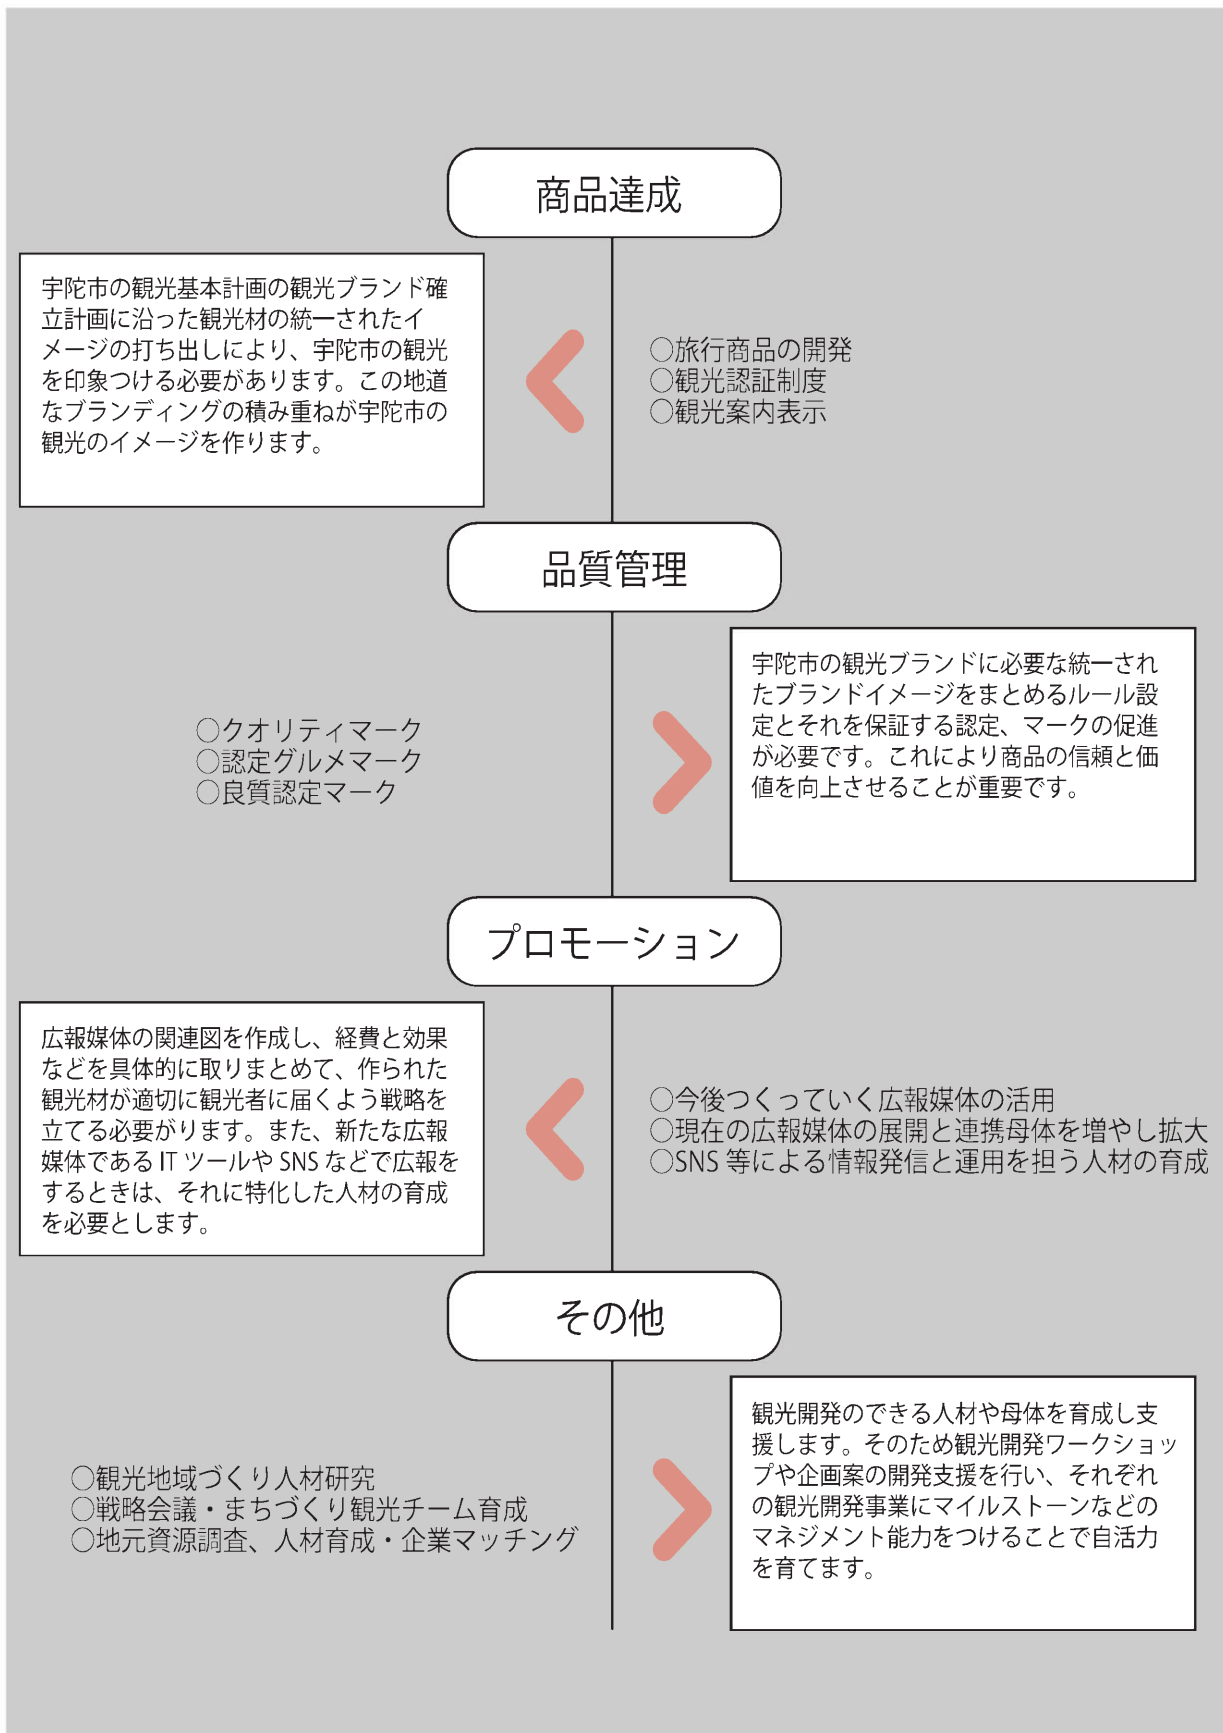 商品達成
宇陀市の観光基本計画の観光ブランド確
立計画に沿った観光材の統一されたイ
メージの打ち出しにより、宇陀市の観光
を印象つける必要があります。この地道
なブランディングの積み重ねが宇陀市の
観光のイメージを作ります。
○旅行商品の開発
○観光認証制度
○観光案内表示
品質管理
○クオリティマーク
○認定グルメマーク
○良質認定マーク
宇陀市の観光ブランドに必要な統一され
たブランドイメージをまとめるルール設
定とそれを保証する認定、マークの促進
が必要です。これにより商品の信頼と価
値を向上させることが重要です。
プロモーション
広報媒体の関連図を作成し、経費と効果
などを具体的に取りまとめて、作られた
観光材が適切に観光者に届くよう戦略を
立てる必要がります。また、新たな広報
媒体である IT ツールや SNS などで広報を
するときは、それに特化した人材の育成
を必要とします。
○今後つくっていく広報媒体の活用
○現在の広報媒体の展開と連携母体を増やし拡大
○SNS 等による情報発信と運用を担う人材の育成
その他
○観光地域づくり人材研究
○戦略会議・まちづくり観光チーム育成
○地元資源調査、人材育成・企業マッチング
観光開発のできる人材や母体を育成し支
援します。そのため観光開発ワークショッ
プや企画案の開発支援を行い、それぞれ
の観光開発事業にマイルストーンなどの
マネジメント能力をつけることで自活力
を育てます。